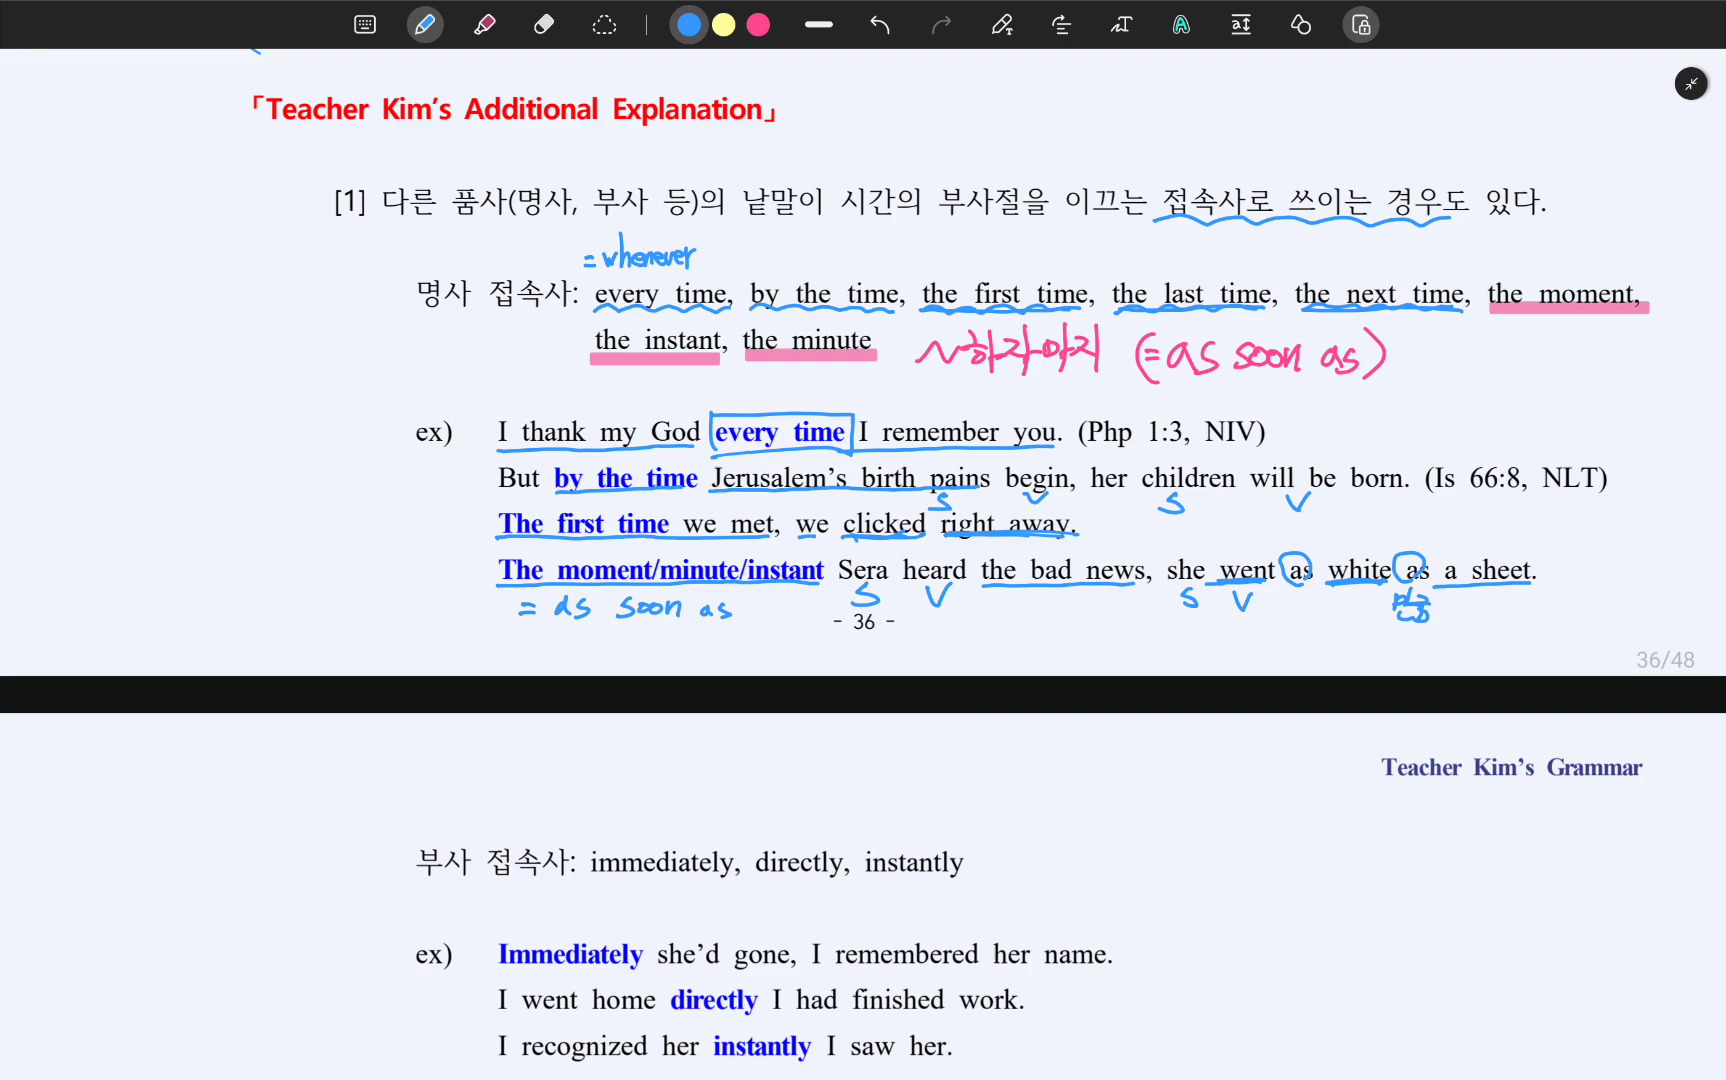 「Teacher Kim's Additional Explanation」
[1] 다른 품사(명사, 부사 등)의 낱말이 시간의 부사절을 이끄는 접속사로 쓰이는 경우도 있다.
= whenever
명사 접속사: every time, by the time, the first time, the last time, the next time, the moment,
the instant, the minute ~하자마자 (= as soon as)
ex) I thank my God every time I remember you. (Php 1:3, NIV)
But by the time Jerusalem's birth pains begin, her children will be born. (Is 66:8, NLT)
S V S V
The first time we met, we clicked right away.
The moment/minute/instant Sera heard the bad news, she went as white as a sheet.
= as soon as S V S V
- 36 -
36/48
Teacher Kim's Grammar
부사 접속사: immediately, directly, instantly
ex) Immediately she'd gone, I remembered her name.
I went home directly I had finished work.
I recognized her instantly I saw her.